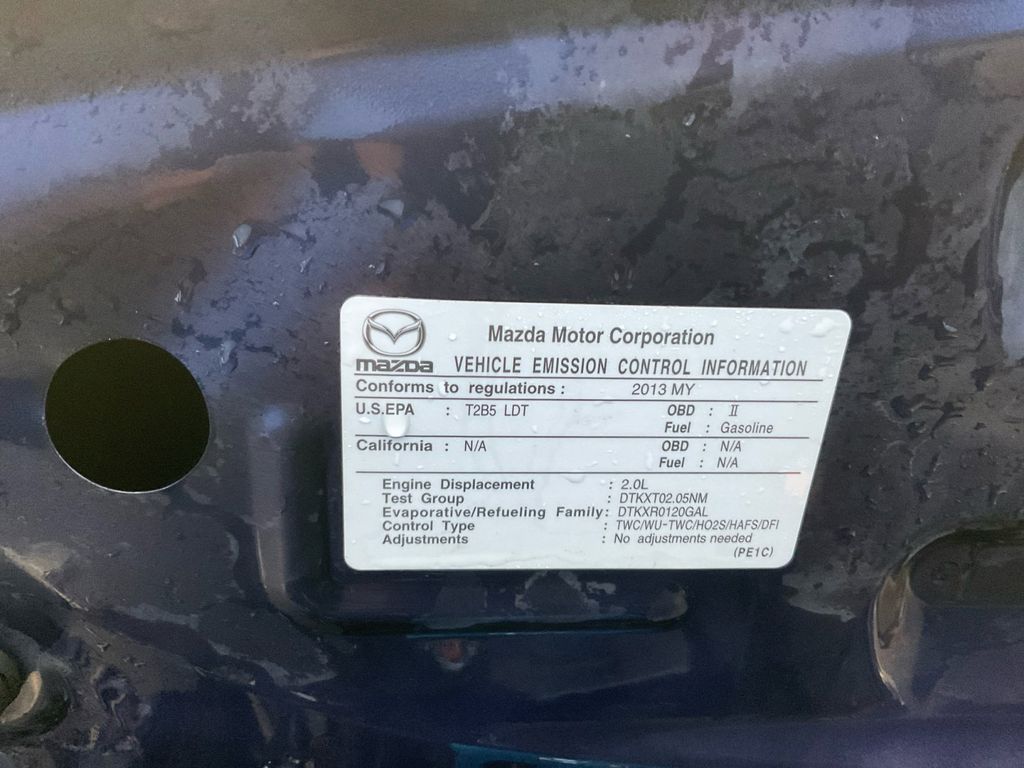 Mazda Motor Corporation
mazda VEHICLE EMISSION CONTROL INFORMATION
Conforms to regulations : 2013 MY
U.S.EPA : T2B5 LDT OBD : II
Fuel : Gasoline
California : N/A OBD : N/A
Fuel : N/A
Engine Displacement : 2.0L
Test Group : DTKXT02.05NM
Evaporative/Refueling Family: DTKXR0120GAL
Control Type : TWC/WU-TWC/HO2S/HAFS/DFI
Adjustments : No adjustments needed
(PE1C)